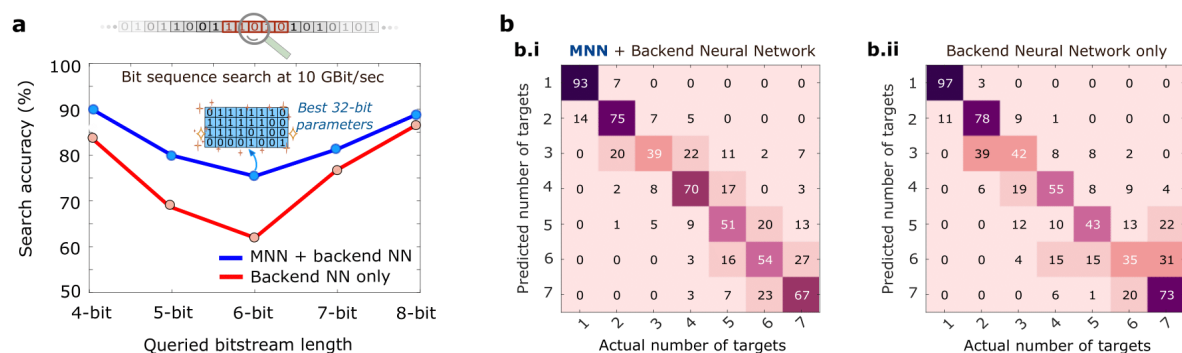 a
Bit sequence search at 10 GBit/sec
Best 32-bit
parameters
0 1 1 1 1 1 1 0
0 0 0 0 1 0 0 1
Search accuracy (%)
100
90
80
70
60
50
MNN + backend NN
Backend NN only
4-bit 5-bit 6-bit 7-bit 8-bit
Queried bitstream length
b
b.i MNN + Backend Neural Network
Predicted number of targets
1 93 7 0 0 0 0 0
2 14 75 7 5 0 0 0
3 0 20 39 22 11 2 7
4 0 2 8 70 17 0 3
5 0 1 5 9 51 20 13
6 0 0 0 3 16 54 27
7 0 0 0 3 7 23 67
1 2 3 4 5 6 7
Actual number of targets
b.ii Backend Neural Network only
Predicted number of targets
1 97 3 0 0 0 0 0
2 11 78 9 1 0 0 0
3 0 39 42 8 8 2 0
4 0 6 19 55 8 9 4
5 0 0 12 10 43 13 22
6 0 0 4 15 15 35 31
7 0 0 0 6 1 20 73
1 2 3 4 5 6 7
Actual number of targets